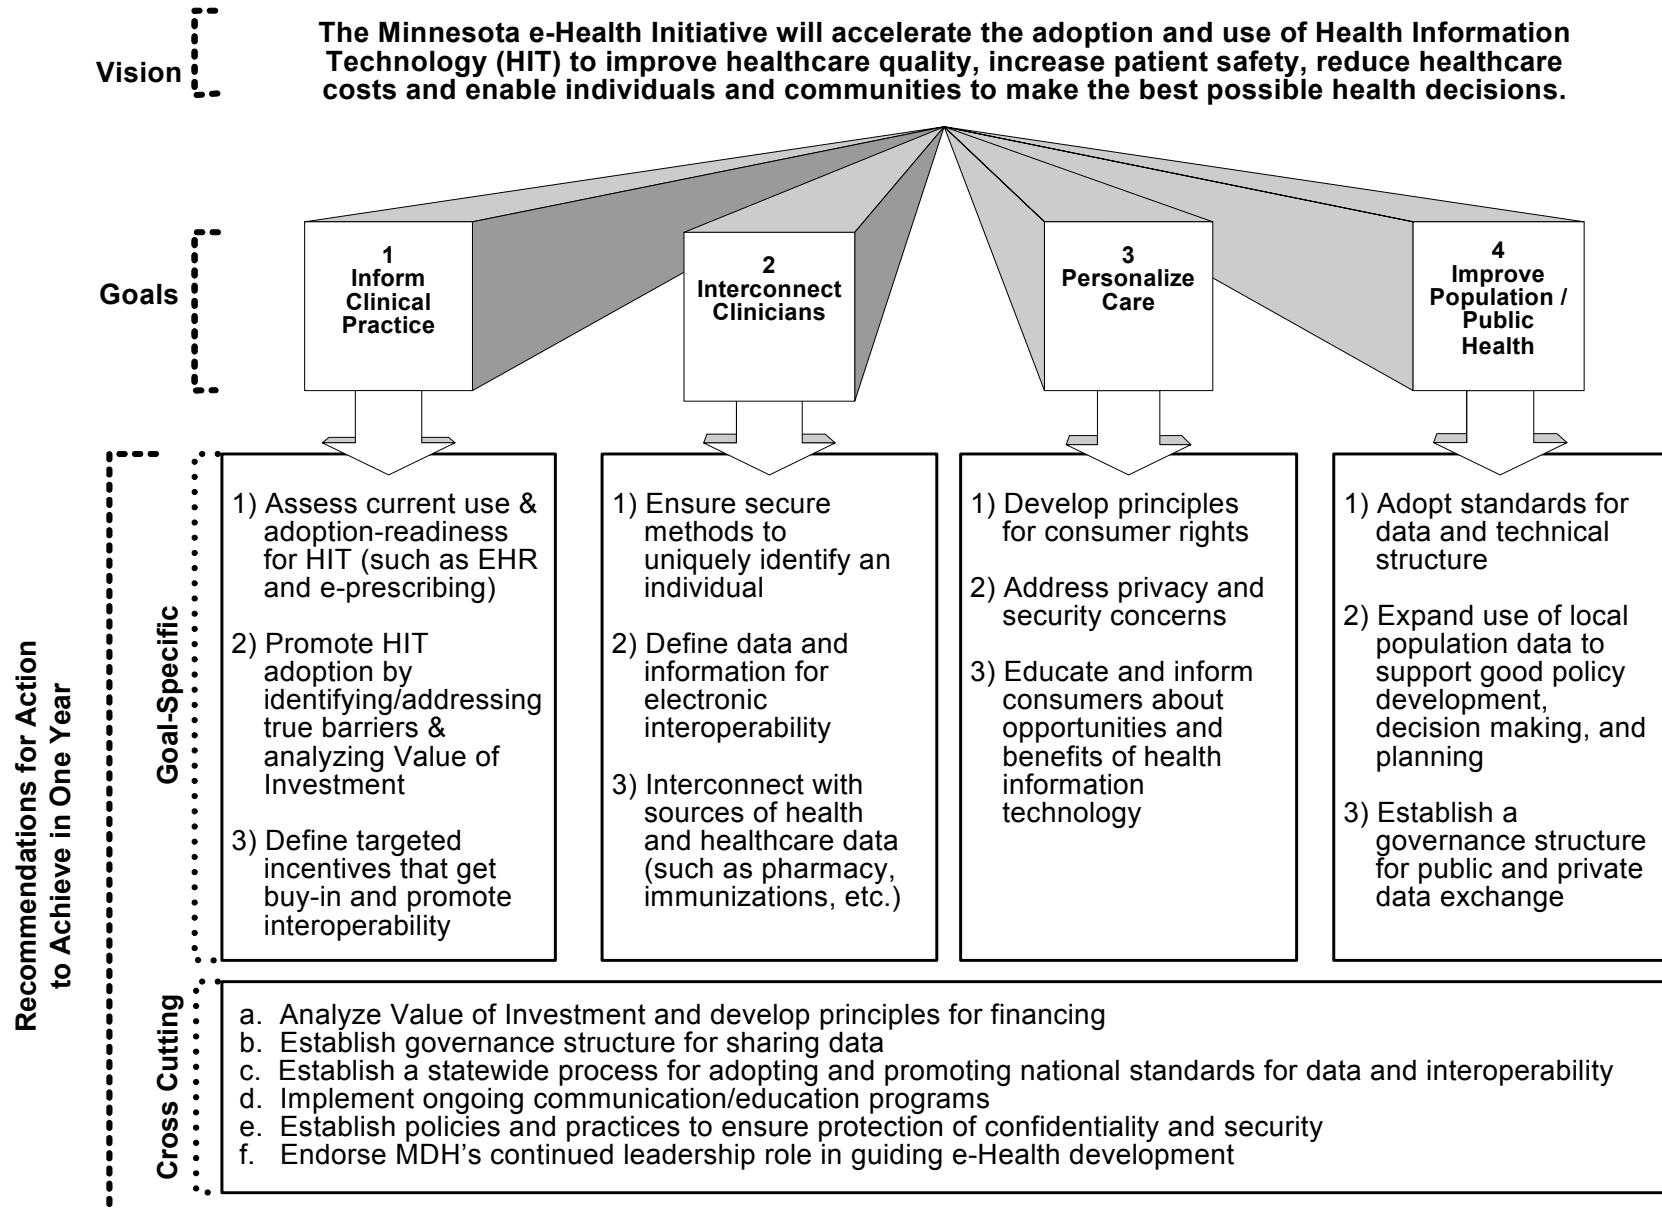 Vision
The Minnesota e-Health Initiative will accelerate the adoption and use of Health Information
Technology (HIT) to improve healthcare quality, increase patient safety, reduce healthcare
costs and enable individuals and communities to make the best possible health decisions.
Goals
1
Inform
Clinical
Practice
2
Interconnect
Clinicians
3
Personalize
Care
4
Improve
Population /
Public
Health
Recommendations for Action
to Achieve in One Year
Goal-Specific
1) Assess current use &
adoption-readiness
for HIT (such as EHR
and e-prescribing)
2) Promote HIT
adoption by
identifying/addressing
true barriers &
analyzing Value of
Investment
3) Define targeted
incentives that get
buy-in and promote
interoperability
1) Ensure secure
methods to
uniquely identify an
individual
2) Define data and
information for
electronic
interoperability
3) Interconnect with
sources of health
and healthcare data
(such as pharmacy,
immunizations, etc.)
1) Develop principles
for consumer rights
2) Address privacy and
security concerns
3) Educate and inform
consumers about
opportunities and
benefits of health
information
technology
1) Adopt standards for
data and technical
structure
2) Expand use of local
population data to
support good policy
development,
decision making, and
planning
3) Establish a
governance structure
for public and private
data exchange
Cross Cutting
a. Analyze Value of Investment and develop principles for financing
b. Establish governance structure for sharing data
c. Establish a statewide process for adopting and promoting national standards for data and interoperability
d. Implement ongoing communication/education programs
e. Establish policies and practices to ensure protection of confidentiality and security
f. Endorse MDH's continued leadership role in guiding e-Health development